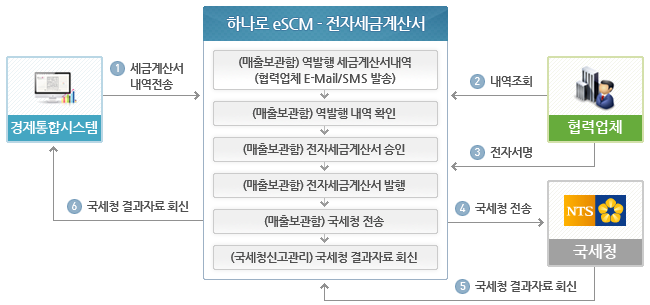 하나로 eSCM - 전자세금계산서
1 세금계산서
내역전송
경제통합시스템
(매출보관함) 역발행 세금계산서내역
(협력업체 E-Mail/SMS 발송)
(매출보관함) 역발행 내역 확인
(매출보관함) 전자세금계산서 승인
(매출보관함) 전자세금계산서 발행
(매출보관함) 국세청 전송
(국세청신고관리) 국세청 결과자료 회신
2 내역조회
협력업체
3 전자서명
4 국세청 전송
NTS
국세청
5 국세청 결과자료 회신
6 국세청 결과자료 회신